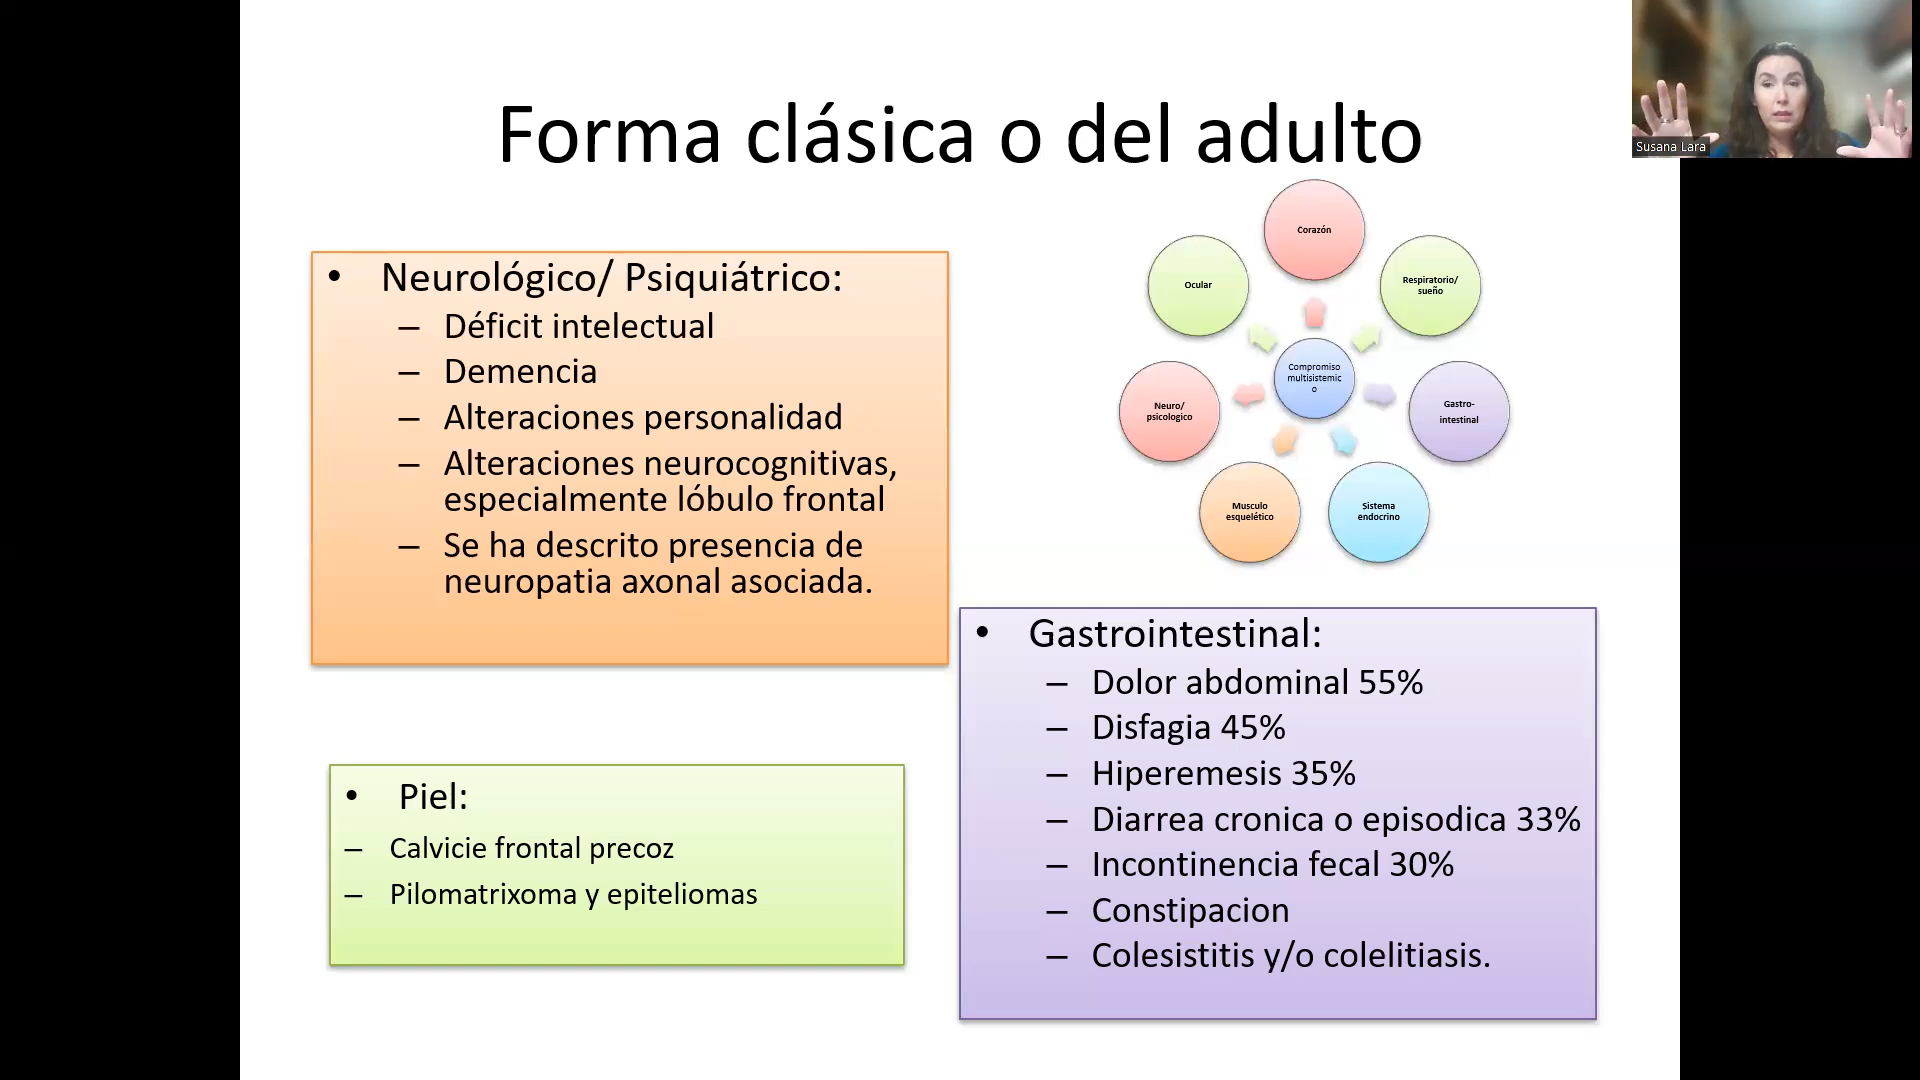 Forma clásica o del adulto
Susana Lara
• Neurológico/ Psiquiátrico:
– Déficit intelectual
– Demencia
– Alteraciones personalidad
– Alteraciones neurocognitivas,
especialmente lóbulo frontal
– Se ha descrito presencia de
neuropatia axonal asociada.
Corazón
Respiratorio/
sueño
Gastro-
intestinal
Sistema
endocrino
Musculo
esquelético
Neuro/
psicologico
Ocular
Compromiso
multisistemic
o
• Piel:
– Calvicie frontal precoz
– Pilomatrixoma y epiteliomas
• Gastrointestinal:
– Dolor abdominal 55%
– Disfagia 45%
– Hiperemesis 35%
– Diarrea cronica o episodica 33%
– Incontinencia fecal 30%
– Constipacion
– Colesistitis y/o colelitiasis.